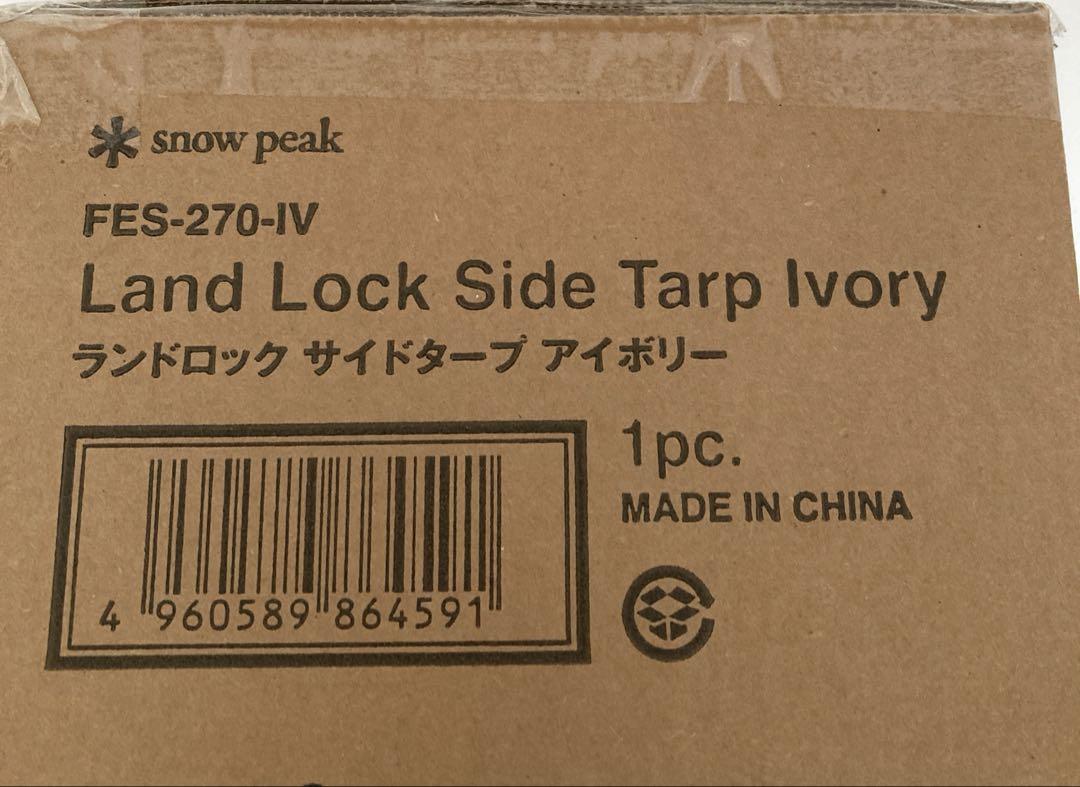 snow peak
FES-270-IV
Land Lock Side Tarp Ivory
ランドロック サイドタープ アイボリー
1pc.
MADE IN CHINA
4 960589 864591